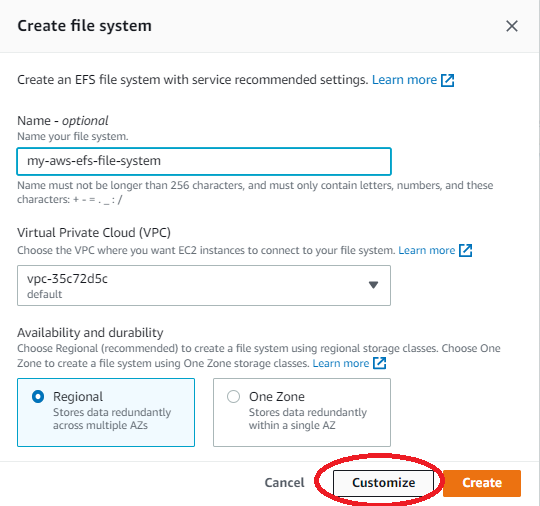 Create file system
Create an EFS file system with service recommended settings. Learn more
Name - optional
Name your file system.
my-aws-efs-file-system
Name must not be longer than 256 characters, and must only contain letters, numbers, and these
characters: + - = . _ : /
Virtual Private Cloud (VPC)
Choose the VPC where you want EC2 instances to connect to your file system. Learn more
vpc-35c72d5c
default
Availability and durability
Choose Regional (recommended) to create a file system using regional storage classes. Choose One
Zone to create a file system using One Zone storage classes. Learn more
Regional
Stores data redundantly
across multiple AZs
One Zone
Stores data redundantly
within a single AZ
Cancel
Customize
Create